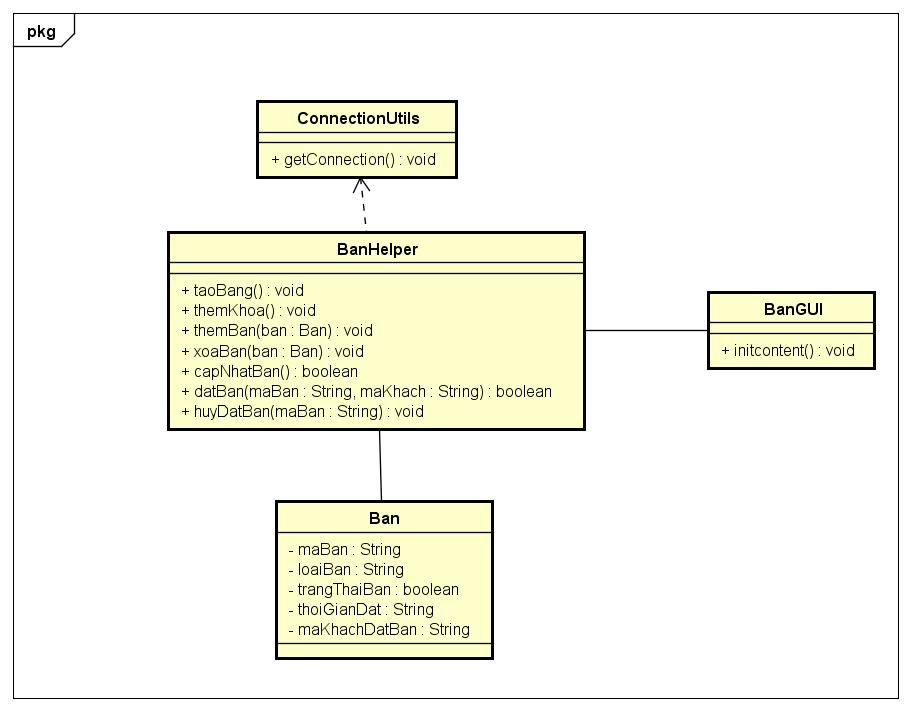 pkg
ConnectionUtils
+ getConnection() : void
BanHelper
+ taoBang() : void
+ themKhoa() : void
+ themBan(ban : Ban) : void
+ xoaBan(ban : Ban) : void
+ capNhatBan() : boolean
+ datBan(maBan : String, maKhach : String) : boolean
+ huyDatBan(maBan : String) : void
BanGUI
+ initcontent() : void
Ban
- maBan : String
- loaiBan : String
- trangThaiBan : boolean
- thoiGianDat : String
- maKhachDatBan : String